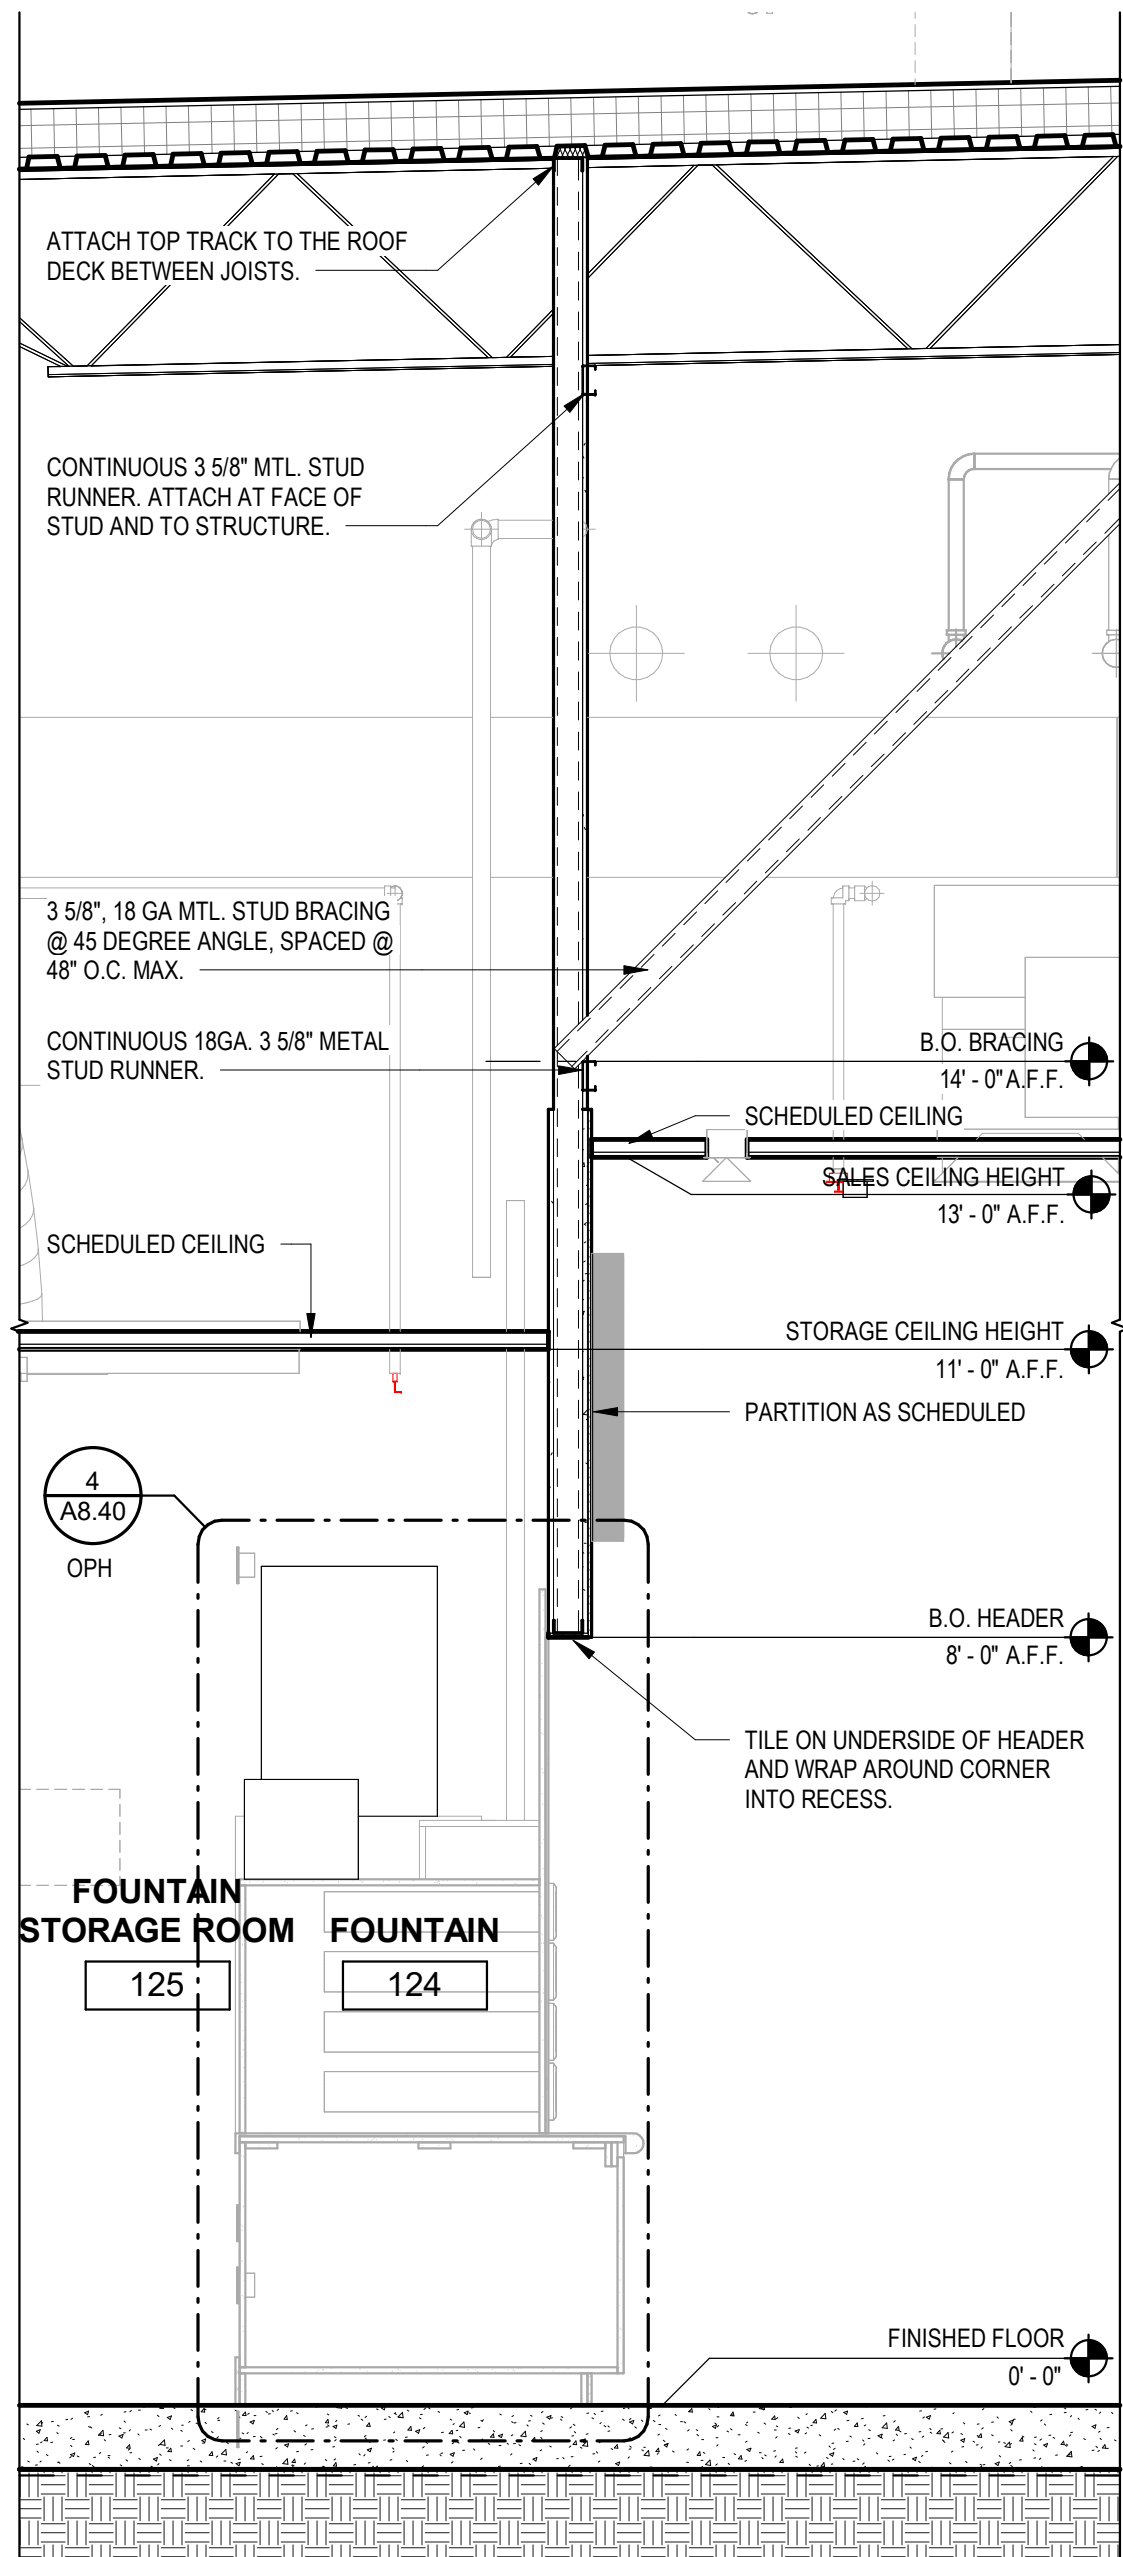 ATTACH TOP TRACK TO THE ROOF
DECK BETWEEN JOISTS.
CONTINUOUS 3 5/8" MTL. STUD
RUNNER. ATTACH AT FACE OF
STUD AND TO STRUCTURE.
3 5/8", 18 GA MTL. STUD BRACING
@ 45 DEGREE ANGLE, SPACED @
48" O.C. MAX.
CONTINUOUS 18GA. 3 5/8" METAL
STUD RUNNER.
B.O. BRACING
14' - 0" A.F.F.
SCHEDULED CEILING
SALES CEILING HEIGHT
13' - 0" A.F.F.
SCHEDULED CEILING
STORAGE CEILING HEIGHT
11' - 0" A.F.F.
PARTITION AS SCHEDULED
4
A8.40
OPH
B.O. HEADER
8' - 0" A.F.F.
TILE ON UNDERSIDE OF HEADER
AND WRAP AROUND CORNER
INTO RECESS.
FOUNTAIN
STORAGE ROOM
125
FOUNTAIN
124
FINISHED FLOOR
0' - 0"